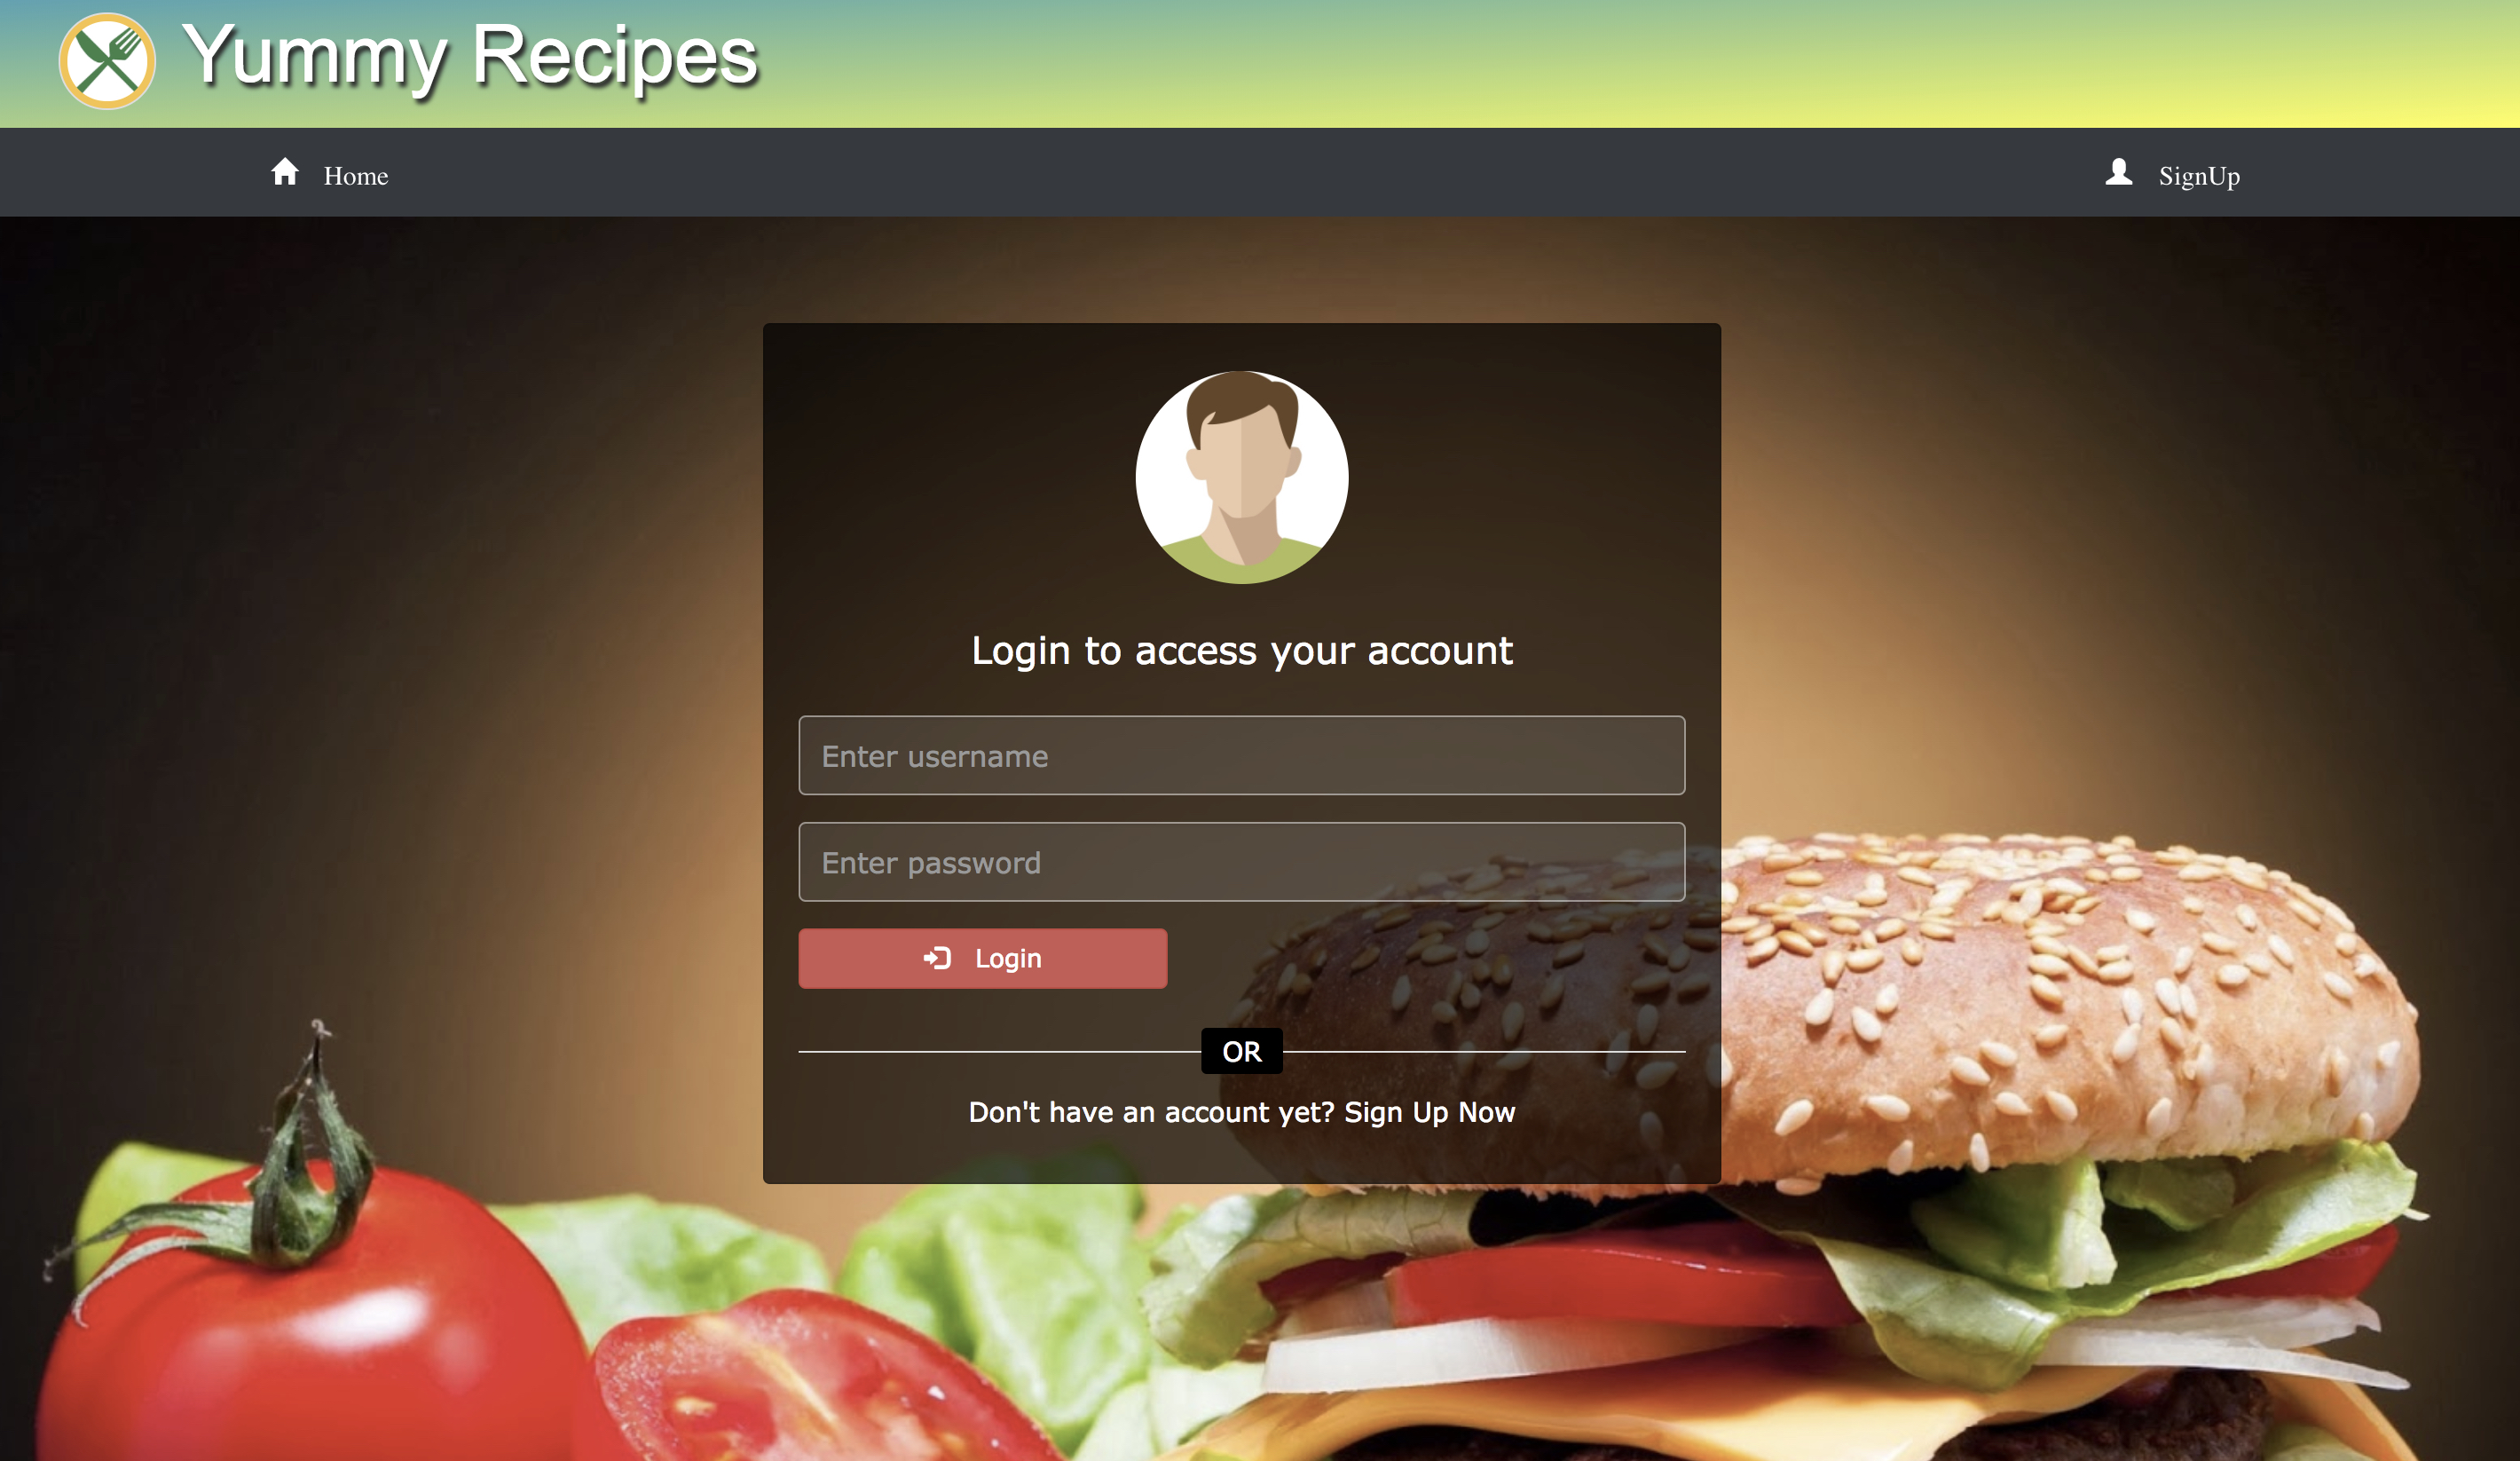 Yummy Recipes
Home
SignUp
Login to access your account
Enter username
Enter password
Login
OR
Don't have an account yet? Sign Up Now